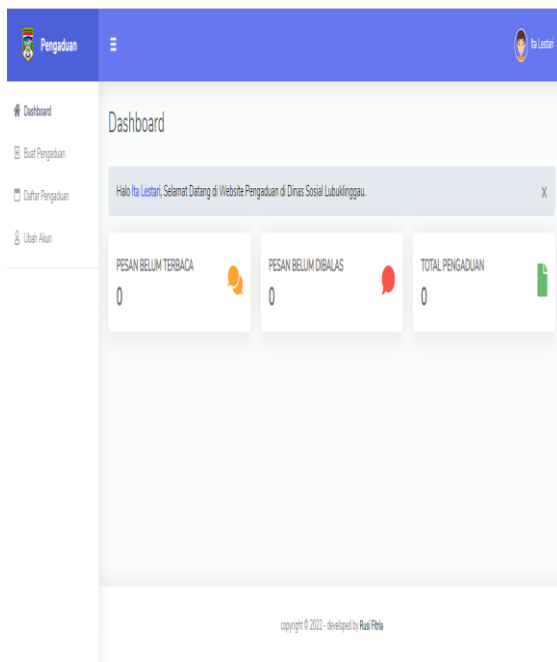 Pengaduan
Ita Lestari
Dashboard
Buat Pengaduan
Daftar Pengaduan
Ubah Akun
Dashboard
Halo Ita Lestari, Selamat Datang di Website Pengaduan di Dinas Sosial Lubuklinggau.
X
PESAN BELUM TERBACA
0
PESAN BELUM DIBALAS
0
TOTAL PENGADUAN
0
copyright © 2022 - developed by Rusi Fitria